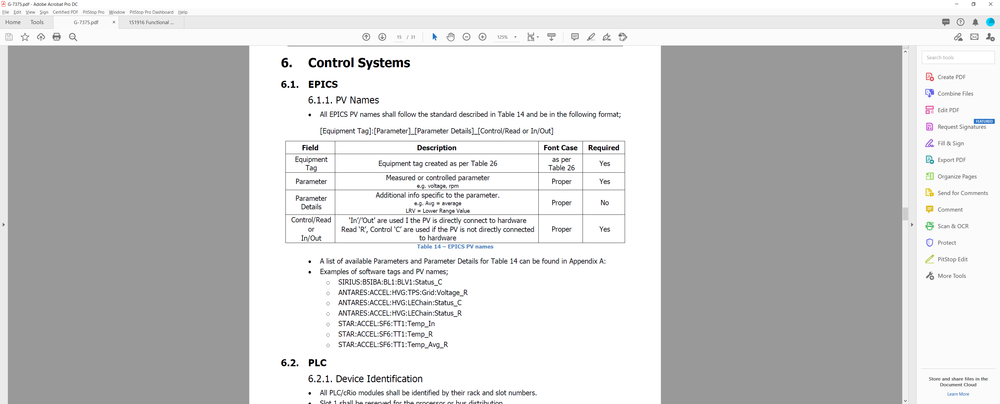 G-7375.pdf - Adobe Acrobat Pro DC
File Edit View Sign Certified PDF PitStop Pro Window PitStop Pro Dashboard Help
Home Tools G-7375.pdf × 151916 Functional ...
15 / 31 125%
6. Control Systems
6.1. EPICS
6.1.1. PV Names
• All EPICS PV names shall follow the standard described in Table 14 and be in the following format;
[Equipment Tag]:[Parameter]_[Parameter Details]_[Control/Read or In/Out]
Field Description Font Case Required
Equipment
Tag
Equipment tag created as per Table 26
as per
Table 26
Yes
Parameter
Measured or controlled parameter
e.g. voltage, rpm
Proper
Yes
Parameter
Details
Additional info specific to the parameter.
e.g. Avg = average
LRV = Lower Range Value
Proper
No
Control/Read
or
In/Out
‘In’/’Out’ are used I the PV is directly connect to hardware
Read ‘R’, Control ‘C’ are used if the PV is not directly connected
to hardware
Proper
Yes
Table 14 – EPICS PV names
• A list of available Parameters and Parameter Details for Table 14 can be found in Appendix A:
• Examples of software tags and PV names;
○ SIRIUS:B5IBA:BL1:BLV1:Status_C
○ ANTARES:ACCEL:HVG:TPS:Grid:Voltage_R
○ ANTARES:ACCEL:HVG:LEChain:Status_C
○ ANTARES:ACCEL:HVG:LEChain:Status_R
○ STAR:ACCEL:SF6:TT1:Temp_In
○ STAR:ACCEL:SF6:TT1:Temp_R
○ STAR:ACCEL:SF6:TT1:Temp_Avg_R
6.2. PLC
6.2.1. Device Identification
• All PLC/cRio modules shall be identified by their rack and slot numbers.
• Slot 1 shall be reserved for the processor or bus distribution
Search tools
Create PDF
Combine Files
Edit PDF
FEATURED
Request Signatures
Fill & Sign
Export PDF
Organize Pages
Send for Comments
Comment
Scan & OCR
Protect
PitStop Edit
More Tools
Store and share files in the
Document Cloud
Learn More